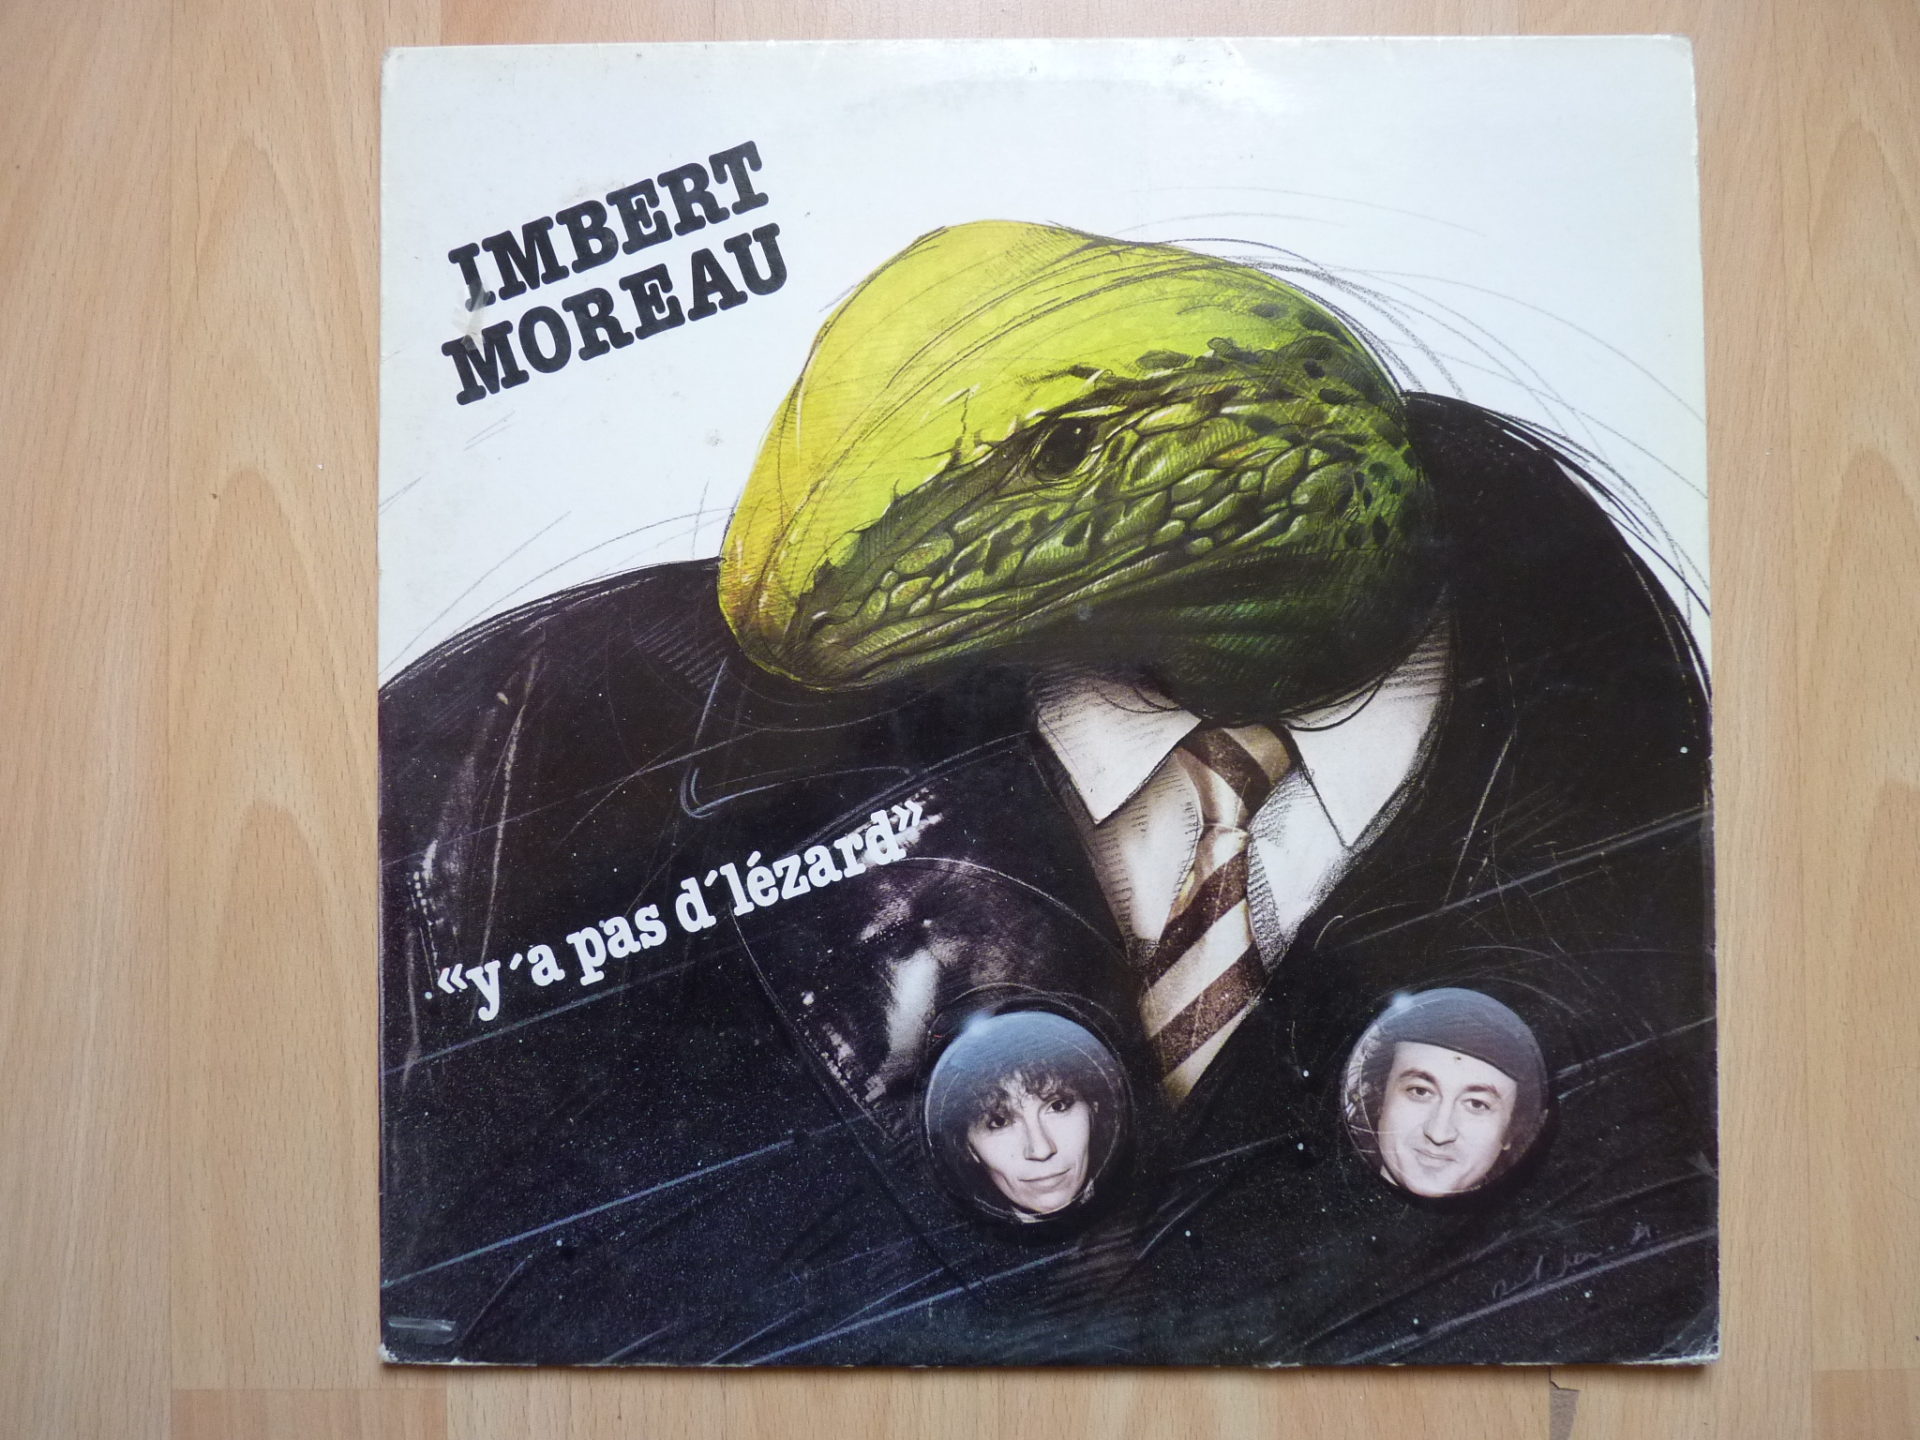 IMBERT
MOREAU
«y´a pas d´lézard»